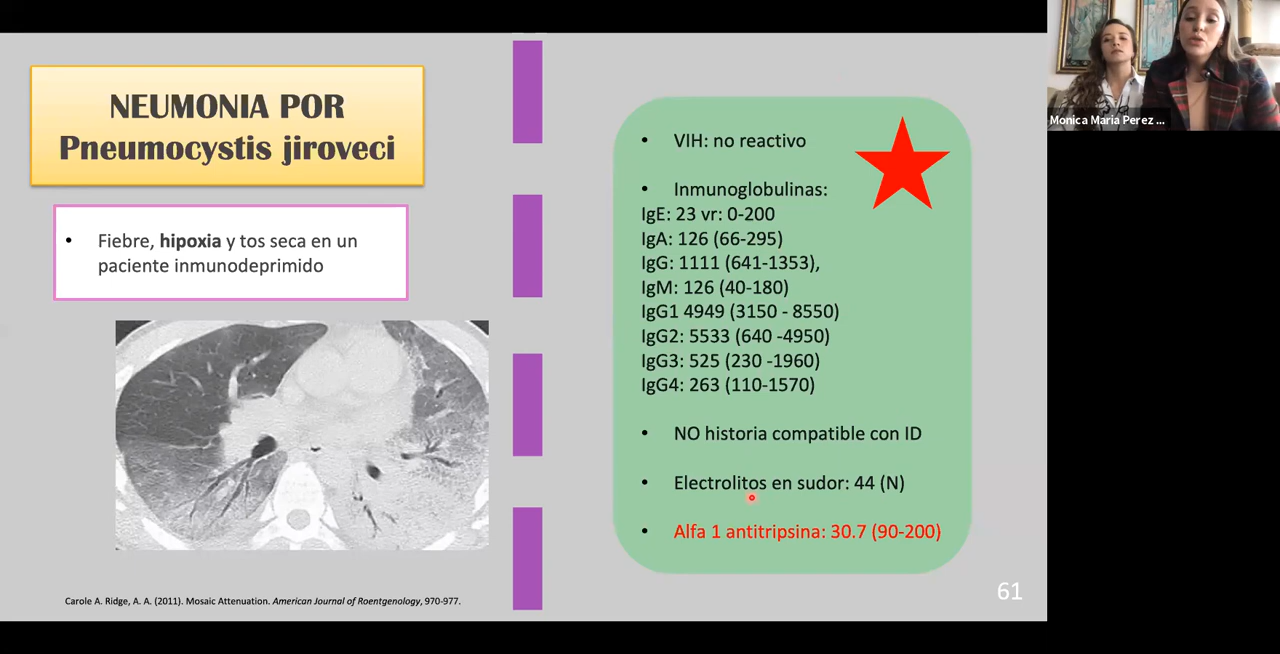 NEUMONIA POR
Pneumocystis jiroveci
• Fiebre, hipoxia y tos seca en un
paciente inmunodeprimido
Carole A. Ridge, A. A. (2011). Mosaic Attenuation. American Journal of Roentgenology, 970-977.
• VIH: no reactivo
• Inmunoglobulinas:
IgE: 23 vr: 0-200
IgA: 126 (66-295)
IgG: 1111 (641-1353),
IgM: 126 (40-180)
IgG1 4949 (3150 - 8550)
IgG2: 5533 (640 -4950)
IgG3: 525 (230 -1960)
IgG4: 263 (110-1570)
• NO historia compatible con ID
• Electrolitos en sudor: 44 (N)
• Alfa 1 antitripsina: 30.7 (90-200)
61
Monica Maria Perez ...